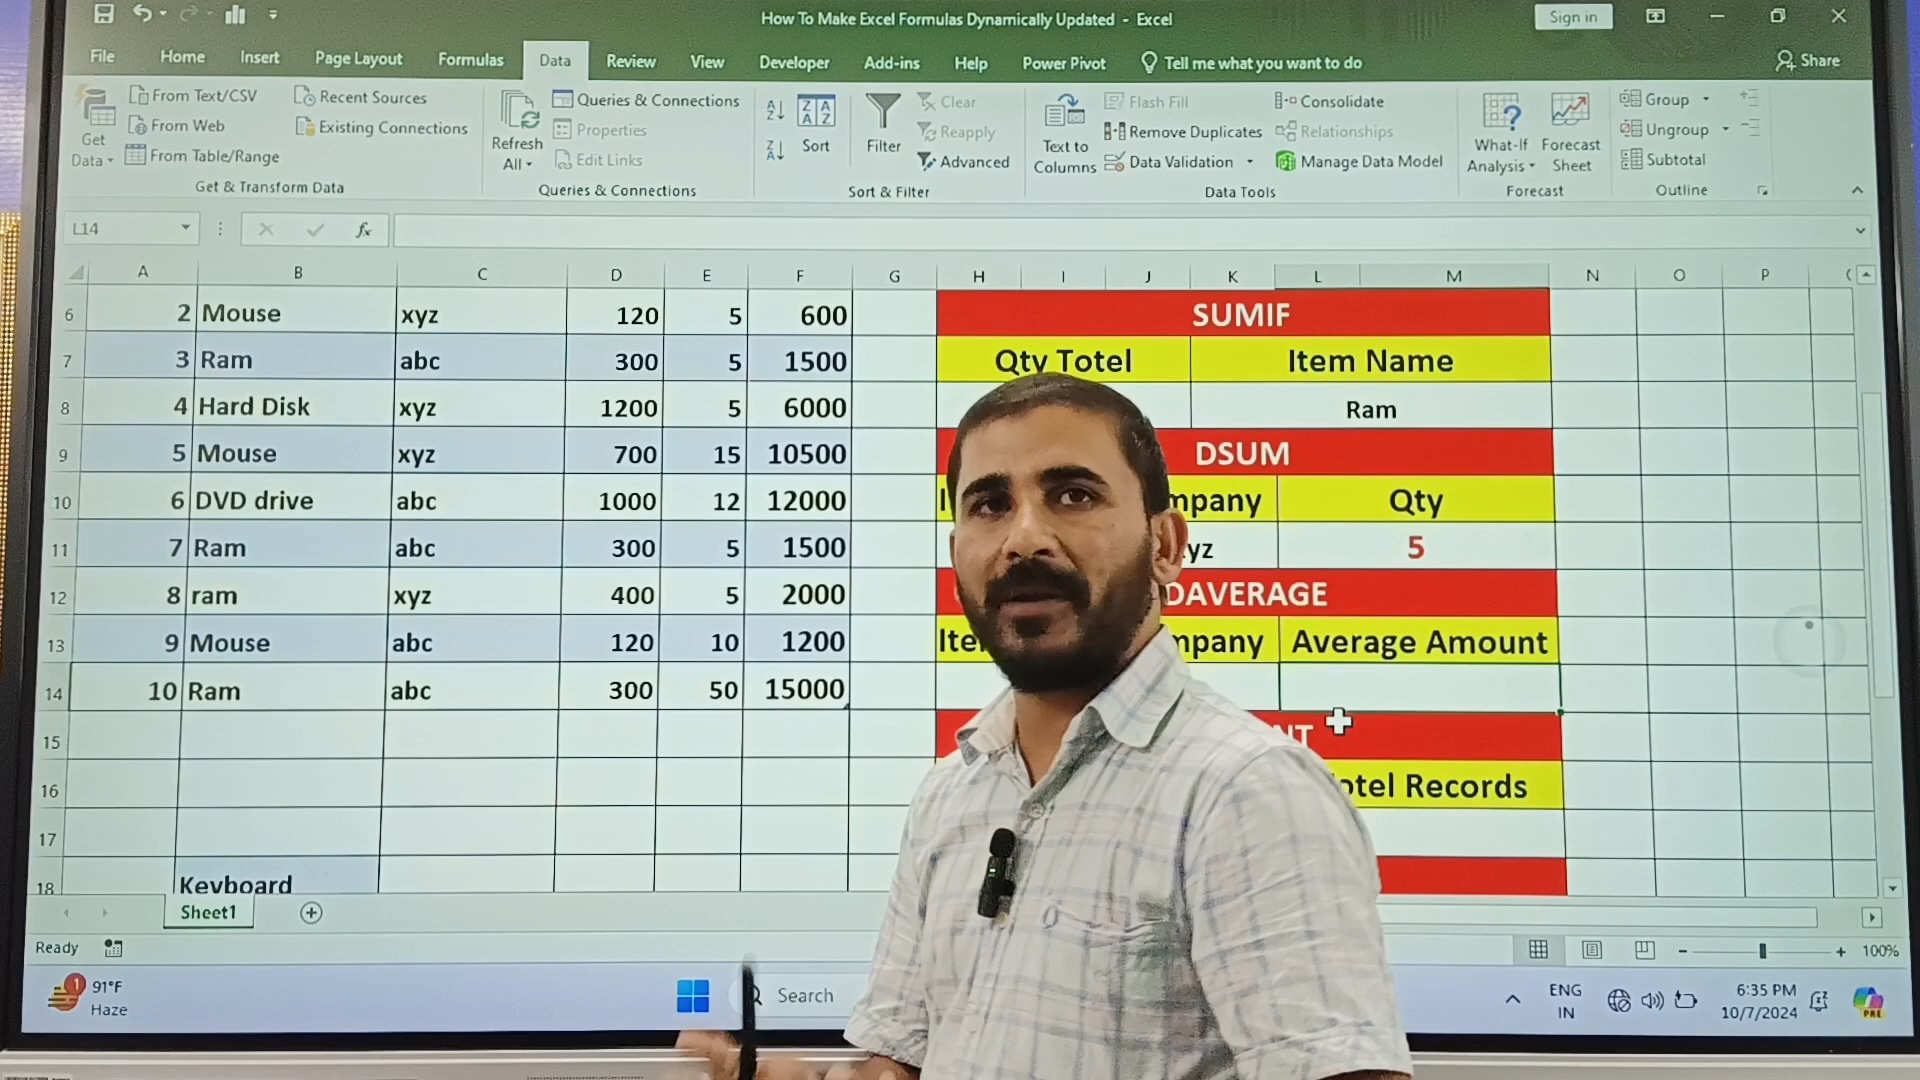 How To Make Excel Formulas Dynamically Updated - Excel
Sign in
File Home Insert Page Layout Formulas Data Review View Developer Add-ins Help Power Pivot Tell me what you want to do Share
Get Data
From Text/CSV
From Web
From Table/Range
Recent Sources
Existing Connections
Get & Transform Data
Refresh All
Queries & Connections
Properties
Edit Links
Queries & Connections
Sort
Filter
Clear
Reapply
Advanced
Sort & Filter
Text to Columns
Flash Fill
Remove Duplicates
Data Validation
Consolidate
Relationships
Manage Data Model
Data Tools
What-If Analysis
Forecast Sheet
Forecast
Group
Ungroup
Subtotal
Outline
L14
fx
A B C D E F G H I J K L M N O P
6 2 Mouse xyz 120 5 600 SUMIF
7 3 Ram abc 300 5 1500 Qty Totel Item Name
8 4 Hard Disk xyz 1200 5 6000 Ram
9 5 Mouse xyz 700 15 10500 DSUM
10 6 DVD drive abc 1000 12 12000 Qty
11 7 Ram abc 300 5 1500 5
12 8 ram xyz 400 5 2000 DAVERAGE
13 9 Mouse abc 120 10 1200 Average Amount
14 10 Ram abc 300 50 15000
15
16 Records
17
18 Keyboard
Sheet1
Ready
100%
1
91°F
Haze
Search
ENG
IN
6:35 PM
10/7/2024
PRE